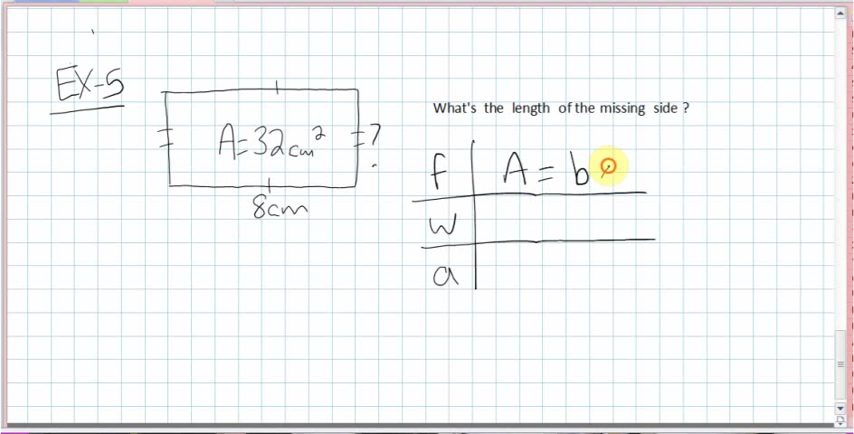 EX-5
What's the length of the missing side ?
A=32cm² ?
f A = b
8cm
w
a